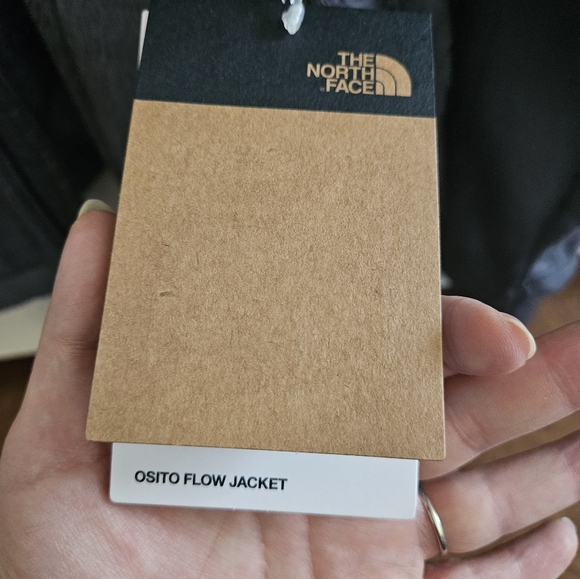 THE
NORTH
FACE
OSITO FLOW JACKET